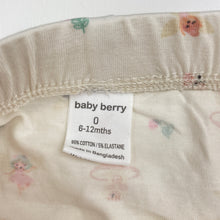 baby berry
0
6-12mths
95% COTTON / 5% ELASTANE
Made in Bangladesh